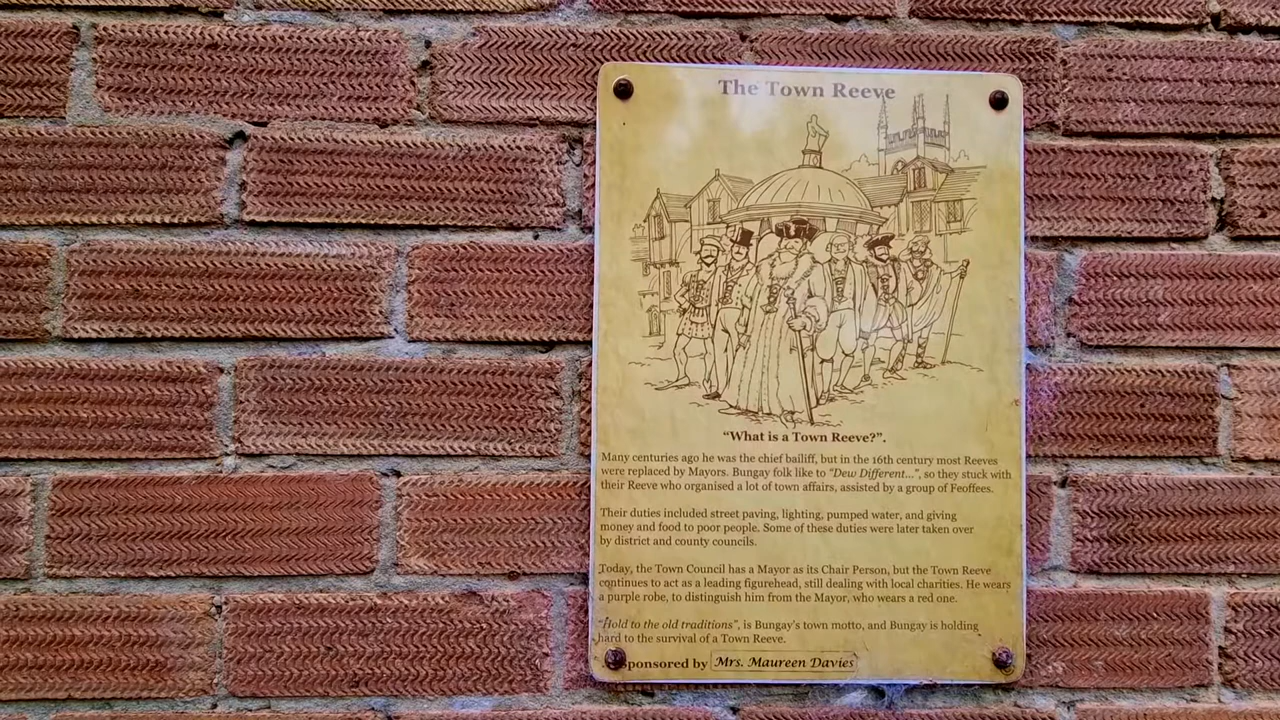 The Town Reeve
“What is a Town Reeve?”.
Many centuries ago he was the chief bailiff, but in the 16th century most Reeves
were replaced by Mayors. Bungay folk like to “Dew Different...”, so they stuck with
their Reeve who organised a lot of town affairs, assisted by a group of Feoffees.
Their duties included street paving, lighting, pumped water, and giving
money and food to poor people. Some of these duties were later taken over
by district and county councils.
Today, the Town Council has a Mayor as its Chair Person, but the Town Reeve
continues to act as a leading figurehead, still dealing with local charities. He wears
a purple robe, to distinguish him from the Mayor, who wears a red one.
“Hold to the old traditions”, is Bungay’s town motto, and Bungay is holding
hard to the survival of a Town Reeve.
Sponsored by Mrs. Maureen Davies